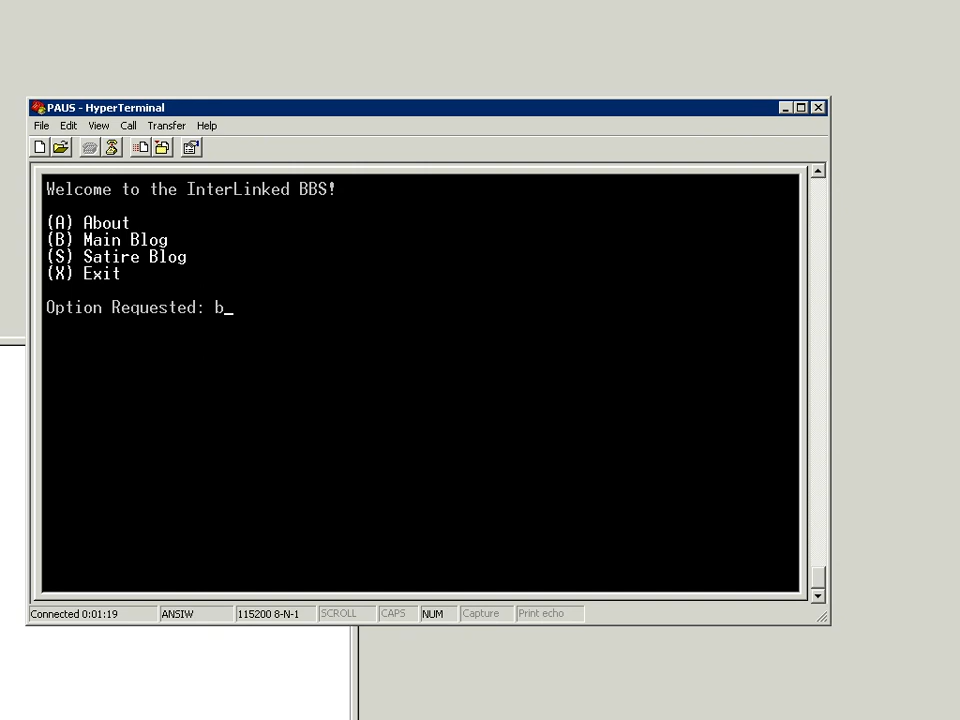 PAUS - HyperTerminal
File Edit View Call Transfer Help
Welcome to the InterLinked BBS!
(A) About
(B) Main Blog
(S) Satire Blog
(X) Exit
Option Requested: b_
Connected 0:01:19 ANSIW 115200 8-N-1 SCROLL CAPS NUM Capture Print echo